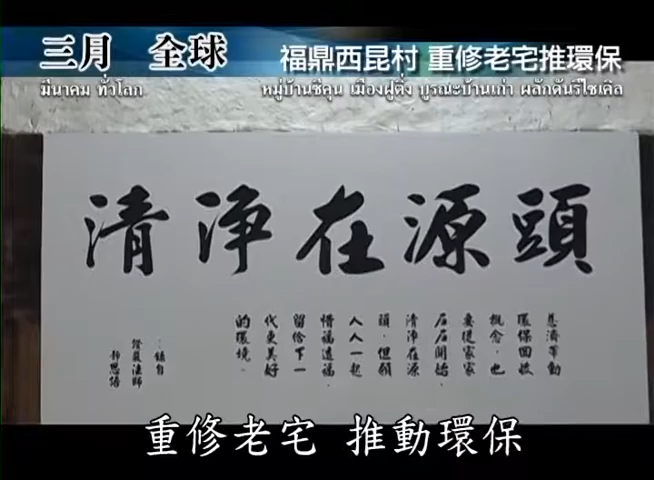 三月 全球
福鼎西昆村 重修老宅推環保
มีนาคม ทั่วโลก
หมู่บ้านซีคุน เมืองฝูติ่ง บูรณะบ้านเก่า ผลักดันรีไซเคิล
清淨在源頭
慈濟帶動
環保回收
概念，也
要從家家
戶戶開始，
清淨在源
頭，但願
人人一起
惜福造福，
留給下一
代更美好
的環境。
錄自
證嚴法師
靜思語
重修老宅 推動環保